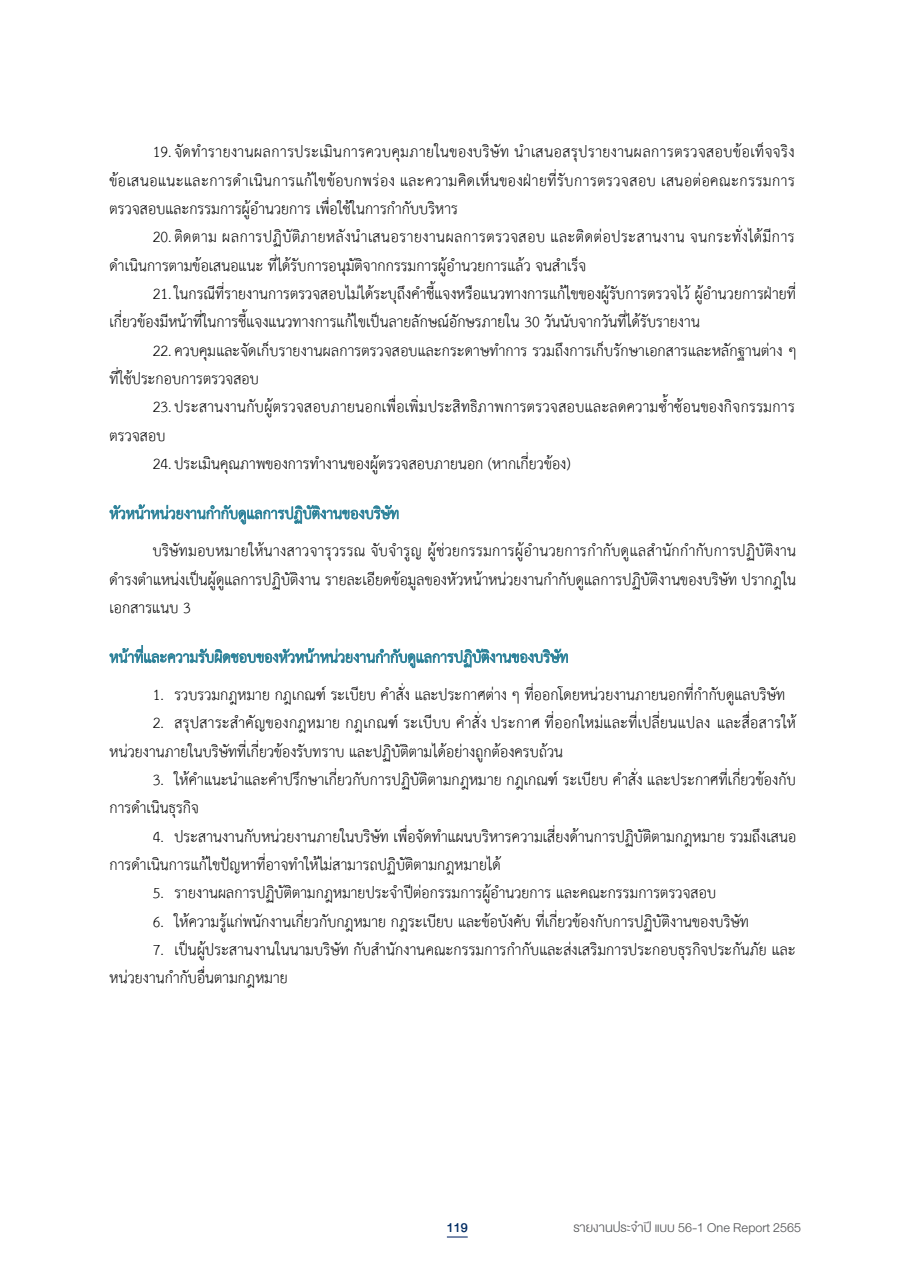 19. จัดทำรายงานผลการประเมินการควบคุมภายในของบริษัท นำเสนอสรุปรายงานผลการตรวจสอบข้อเท็จจริง
ข้อเสนอแนะและการดำเนินการแก้ไขข้อบกพร่อง และความคิดเห็นของฝ่ายที่รับการตรวจสอบ เสนอต่อคณะกรรมการ
ตรวจสอบและกรรมการผู้อำนวยการ เพื่อใช้ในการกำกับบริหาร
20. ติดตาม ผลการปฏิบัติภายหลังนำเสนอรายงานผลการตรวจสอบ และติดต่อประสานงาน จนกระทั่งได้มีการ
ดำเนินการตามข้อเสนอแนะ ที่ได้รับการอนุมัติจากกรรมการผู้อำนวยการแล้ว จนสำเร็จ
21. ในกรณีที่รายงานการตรวจสอบไม่ได้ระบุถึงคำชี้แจงหรือแนวทางการแก้ไขของผู้รับการตรวจไว้ ผู้อำนวยการฝ่ายที่
เกี่ยวข้องมีหน้าที่ในการชี้แจงแนวทางการแก้ไขเป็นลายลักษณ์อักษรภายใน 30 วันนับจากวันที่ได้รับรายงาน
22. ควบคุมและจัดเก็บรายงานผลการตรวจสอบและกระดาษทำการ รวมถึงการเก็บรักษาเอกสารและหลักฐานต่าง ๆ
ที่ใช้ประกอบการตรวจสอบ
23. ประสานงานกับผู้ตรวจสอบภายนอกเพื่อเพิ่มประสิทธิภาพการตรวจสอบและลดความซ้ำซ้อนของกิจกรรมการ
ตรวจสอบ
24. ประเมินคุณภาพของการทำงานของผู้ตรวจสอบภายนอก (หากเกี่ยวข้อง)
หัวหน้าหน่วยงานกำกับดูแลการปฏิบัติงานของบริษัท
บริษัทมอบหมายให้นางสาวจารุวรรณ จับจำรูญ ผู้ช่วยกรรมการผู้อำนวยการกำกับดูแลสำนักกำกับการปฏิบัติงาน
ดำรงตำแหน่งเป็นผู้ดูแลการปฏิบัติงาน รายละเอียดข้อมูลของหัวหน้าหน่วยงานกำกับดูแลการปฏิบัติงานของบริษัท ปรากฎใน
เอกสารแนบ 3
หน้าที่และความรับผิดชอบของหัวหน้าหน่วยงานกำกับดูแลการปฏิบัติงานของบริษัท
1. รวบรวมกฎหมาย กฎเกณฑ์ ระเบียบ คำสั่ง และประกาศต่าง ๆ ที่ออกโดยหน่วยงานภายนอกที่กำกับดูแลบริษัท
2. สรุปสาระสำคัญของกฎหมาย กฎเกณฑ์ ระเบียบบ คำสั่ง ประกาศ ที่ออกใหม่และที่เปลี่ยนแปลง และสื่อสารให้
หน่วยงานภายในบริษัทที่เกี่ยวข้องรับทราบ และปฏิบัติตามได้อย่างถูกต้องครบถ้วน
3. ให้คำแนะนำและคำปรึกษาเกี่ยวกับการปฏิบัติตามกฎหมาย กฎเกณฑ์ ระเบียบ คำสั่ง และประกาศที่เกี่ยวข้องกับ
การดำเนินธุรกิจ
4. ประสานงานกับหน่วยงานภายในบริษัท เพื่อจัดทำแผนบริหารความเสี่ยงด้านการปฏิบัติตามกฎหมาย รวมถึงเสนอ
การดำเนินการแก้ไขปัญหาที่อาจทำให้ไม่สามารถปฏิบัติตามกฎหมายได้
5. รายงานผลการปฏิบัติตามกฎหมายประจำปีต่อกรรมการผู้อำนวยการ และคณะกรรมการตรวจสอบ
6. ให้ความรู้แก่พนักงานเกี่ยวกับกฎหมาย กฎระเบียบ และข้อบังคับ ที่เกี่ยวข้องกับการปฏิบัติงานของบริษัท
7. เป็นผู้ประสานงานในนามบริษัท กับสำนักงานคณะกรรมการกำกับและส่งเสริมการประกอบธุรกิจประกันภัย และ
หน่วยงานกำกับอื่นตามกฎหมาย
119 รายงานประจำปี แบบ 56-1 One Report 2565